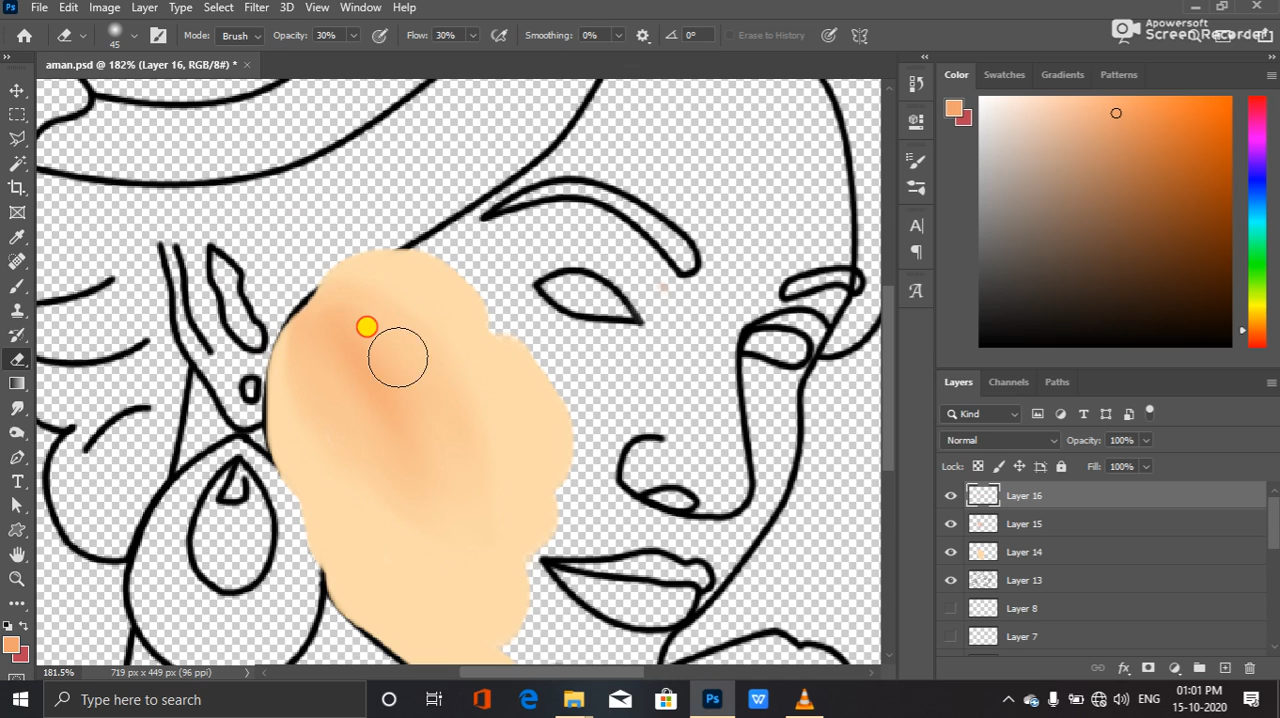 Ps File Edit Image Layer Type Select Filter 3D View Window Help
45 Mode: Brush Opacity: 30% Flow: 30% Smoothing: 0% 0° Erase to History
Apowersoft
Screen Recorder
aman.psd @ 182% (Layer 16, RGB/8#) * ×
Color Swatches Gradients Patterns
Layers Channels Paths
Kind
Normal Opacity: 100%
Lock: Fill: 100%
Layer 16
Layer 15
Layer 14
Layer 13
Layer 8
Layer 7
181.5% 719 px x 449 px (96 ppi)
Type here to search
Ps
W
ENG
01:01 PM
15-10-2020